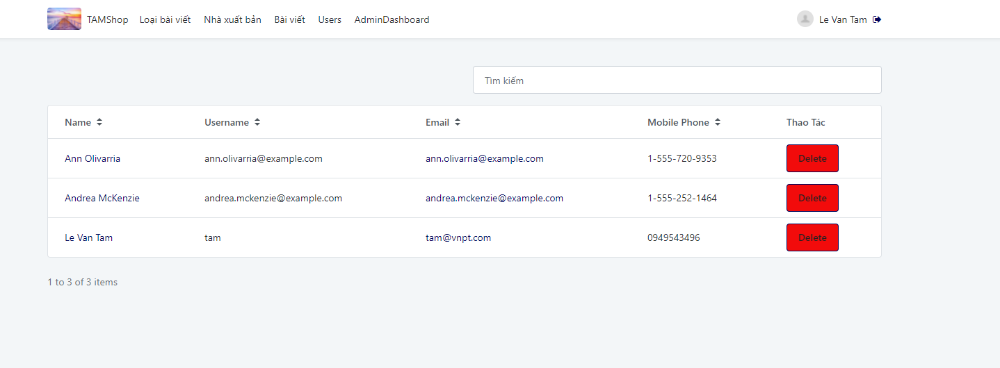 TAMShop Loại bài viết Nhà xuất bản Bài viết Users AdminDashboard Le Van Tam
Tìm kiếm
Name Username Email Mobile Phone Thao Tác
Ann Olivarria ann.olivarria@example.com ann.olivarria@example.com 1-555-720-9353 Delete
Andrea McKenzie andrea.mckenzie@example.com andrea.mckenzie@example.com 1-555-252-1464 Delete
Le Van Tam tam tam@vnpt.com 0949543496 Delete
1 to 3 of 3 items